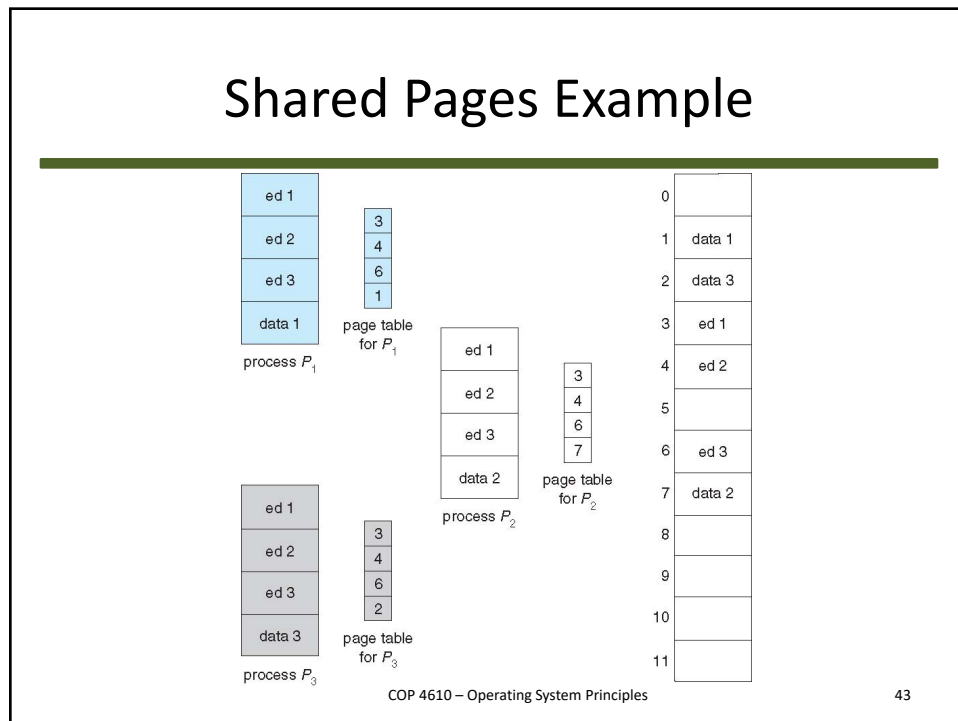 Shared Pages Example
ed 1
ed 2
ed 3
data 1
process P1
3
4
6
1
page table
for P1
ed 1
ed 2
ed 3
data 2
process P2
3
4
6
7
page table
for P2
ed 1
ed 2
ed 3
data 3
process P3
3
4
6
2
page table
for P3
0
1 data 1
2 data 3
3 ed 1
4 ed 2
5
6 ed 3
7 data 2
8
9
10
11
COP 4610 – Operating System Principles
43